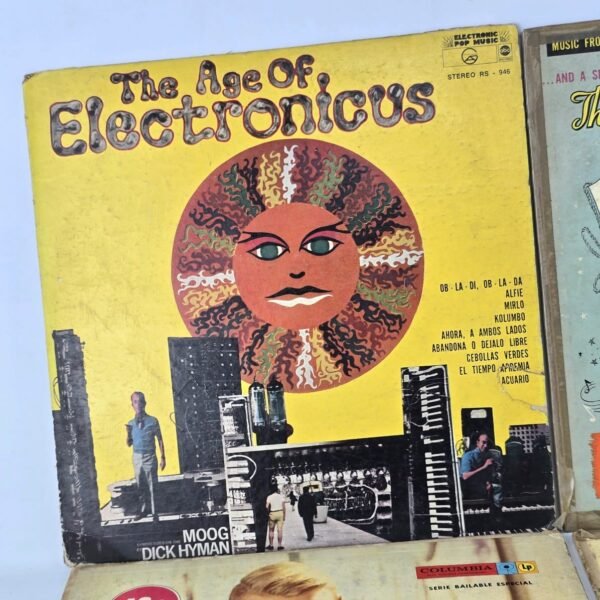 The Age Of
Electronicus
ELECTRONIC
POP MUSIC
abc
STEREO RS - 946
OB - LA - DI, OB - LA - DA
ALFIE
MIRLO
KOLUMBO
AHORA, A AMBOS LADOS
ABANDONA O DEJALO LIBRE
CEBOLLAS VERDES
EL TIEMPO APREMIA
ACUARIO
MOOG
DICK HYMAN
MUSIC FRO
...AND A S
Th
COLUMBIA
Lp
SERIE BAILABLE ESPECIAL